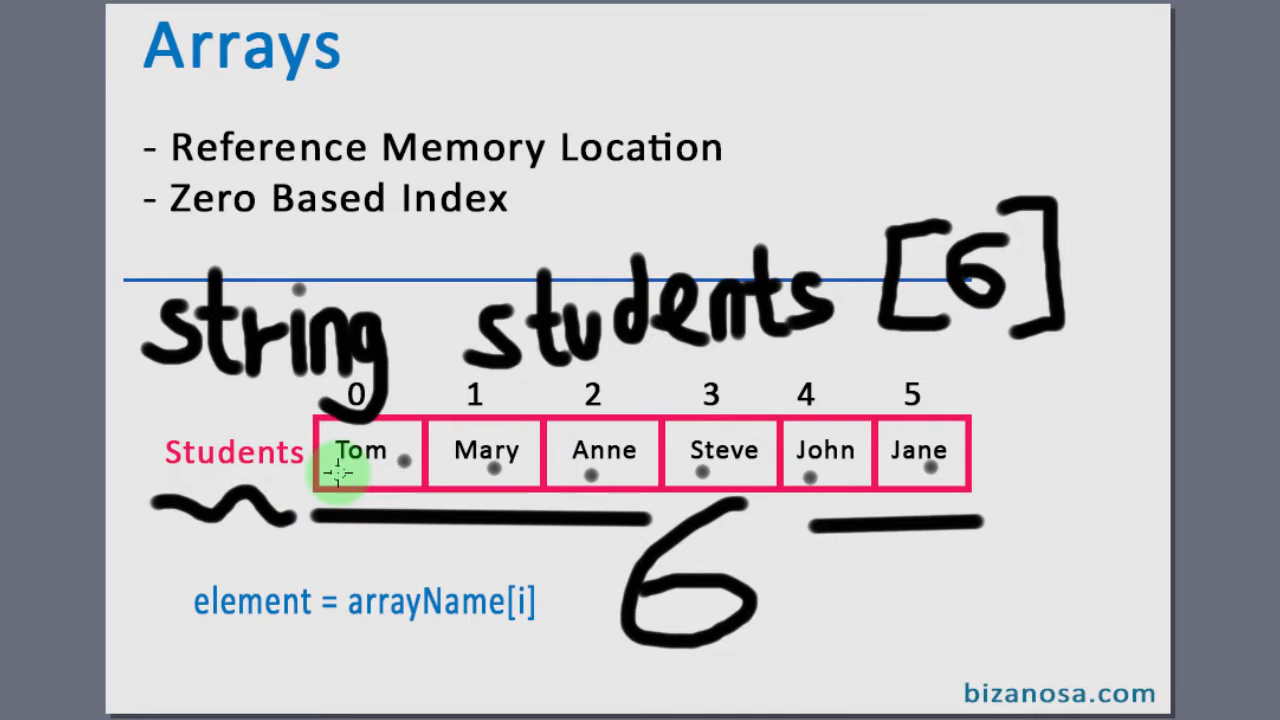 Arrays
- Reference Memory Location
- Zero Based Index
string students [6]
0 1 2 3 4 5
Students Tom Mary Anne Steve John Jane
6
element = arrayName[i]
bizanosa.com